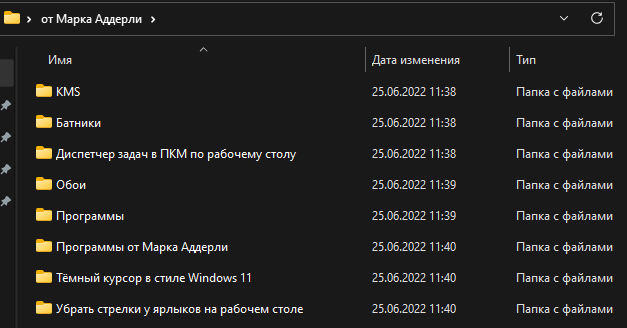 от Марка Аддерли
Имя Дата изменения Тип
KMS 25.06.2022 11:38 Папка с файлами
Батники 25.06.2022 11:38 Папка с файлами
Диспетчер задач в ПКМ по рабочему столу 25.06.2022 11:38 Папка с файлами
Обои 25.06.2022 11:39 Папка с файлами
Программы 25.06.2022 11:39 Папка с файлами
Программы от Марка Аддерли 25.06.2022 11:40 Папка с файлами
Тёмный курсор в стиле Windows 11 25.06.2022 11:40 Папка с файлами
Убрать стрелки у ярлыков на рабочем столе 25.06.2022 11:40 Папка с файлами